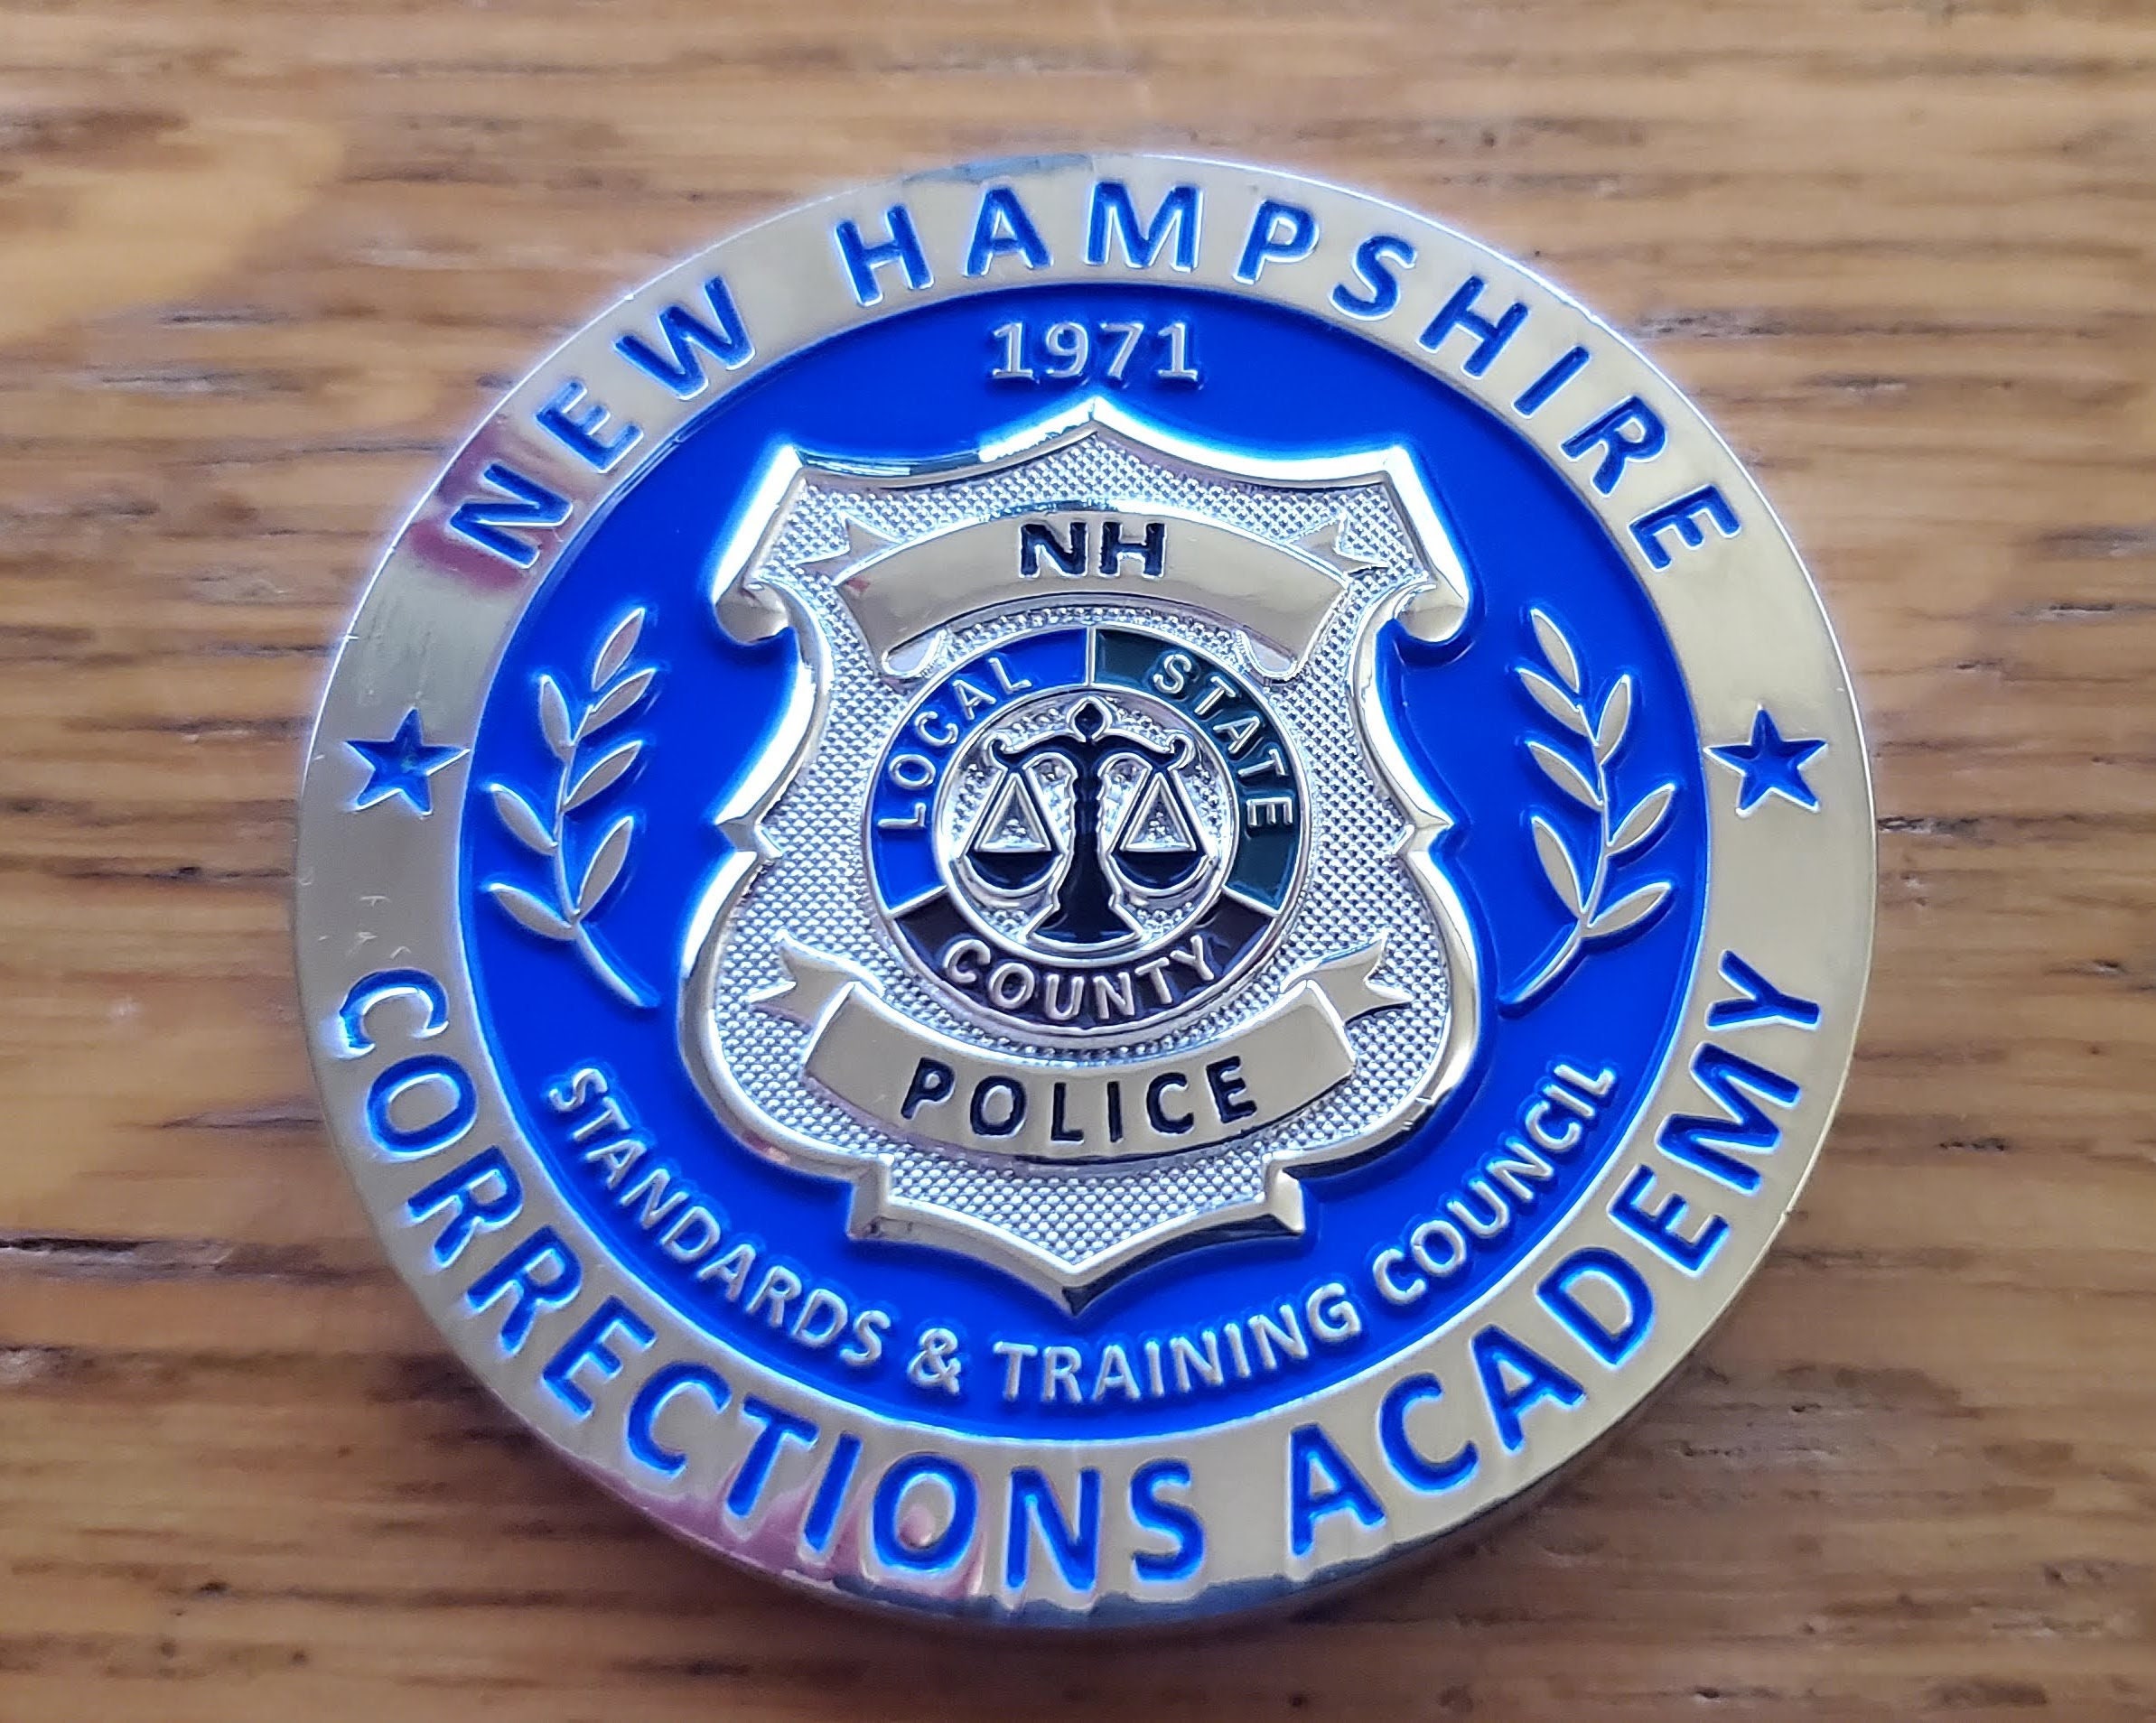 NEW HAMPSHIRE
1971
NH
LOCAL
STATE
COUNTY
POLICE
STANDARDS & TRAINING COUNCIL
CORRECTIONS ACADEMY